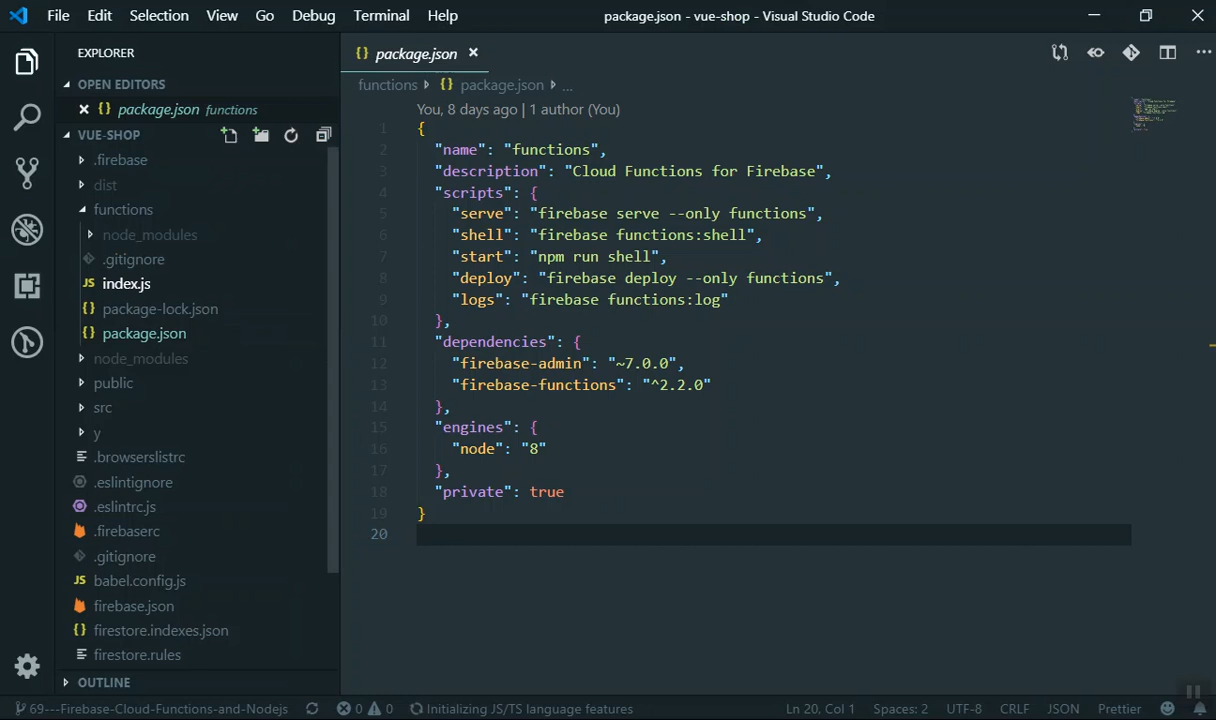 File Edit Selection View Go Debug Terminal Help
package.json - vue-shop - Visual Studio Code
EXPLORER
OPEN EDITORS
package.json functions
VUE-SHOP
.firebase
dist
functions
node_modules
.gitignore
JS index.js
{} package-lock.json
{} package.json
node_modules
public
src
y
.browserslistrc
.eslintignore
.eslintrc.js
.firebaserc
.gitignore
JS babel.config.js
firebase.json
{} firestore.indexes.json
firestore.rules
OUTLINE
{} package.json
functions {} package.json ...
You, 8 days ago | 1 author (You)
1 {
2 "name": "functions",
3 "description": "Cloud Functions for Firebase",
4 "scripts": {
5 "serve": "firebase serve --only functions",
6 "shell": "firebase functions:shell",
7 "start": "npm run shell",
8 "deploy": "firebase deploy --only functions",
9 "logs": "firebase functions:log"
10 },
11 "dependencies": {
12 "firebase-admin": "~7.0.0",
13 "firebase-functions": "^2.2.0"
14 },
15 "engines": {
16 "node": "8"
17 },
18 "private": true
19 }
20
69---Firebase-Cloud-Functions-and-Nodejs 0 0 Initializing JS/TS language features Ln 20, Col 1 Spaces: 2 UTF-8 CRLF JSON Prettier